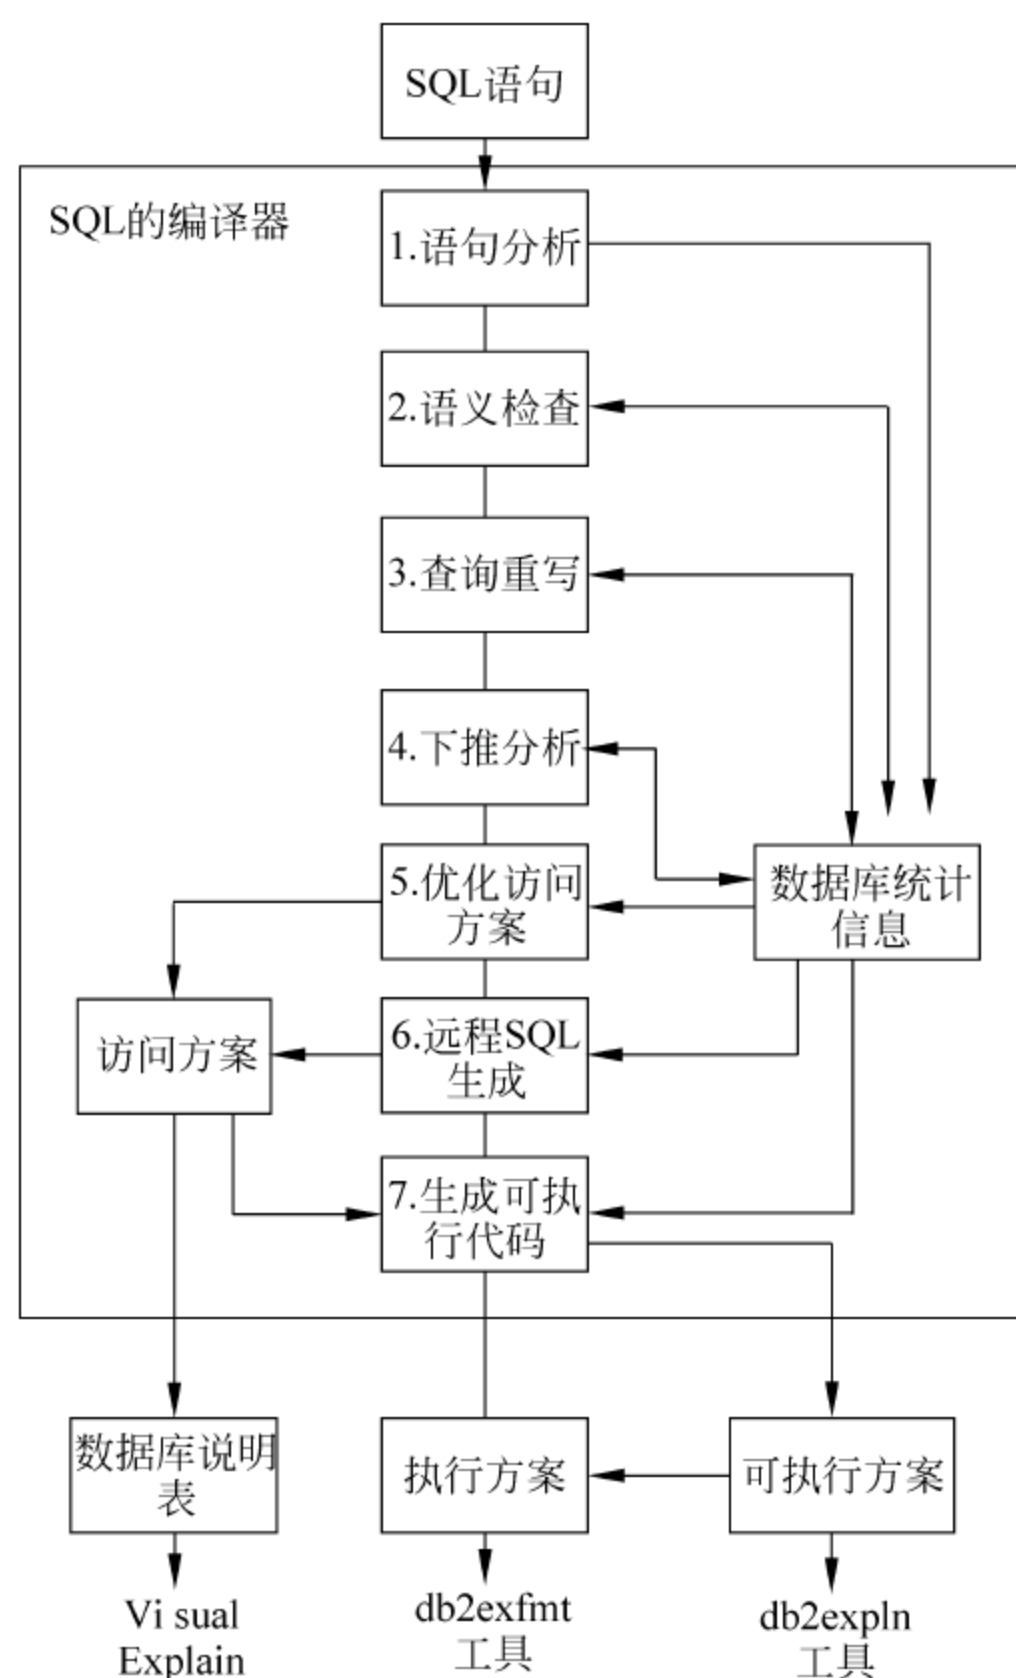 SQL语句
SQL的编译器
1.语句分析
2.语义检查
3.查询重写
4.下推分析
5.优化访问
方案
数据库统计
信息
访问方案
6.远程SQL
生成
7.生成可执
行代码
数据库说明
表
执行方案
可执行方案
Vi sual
Explain
db2exfmt
工具
db2expln
工具